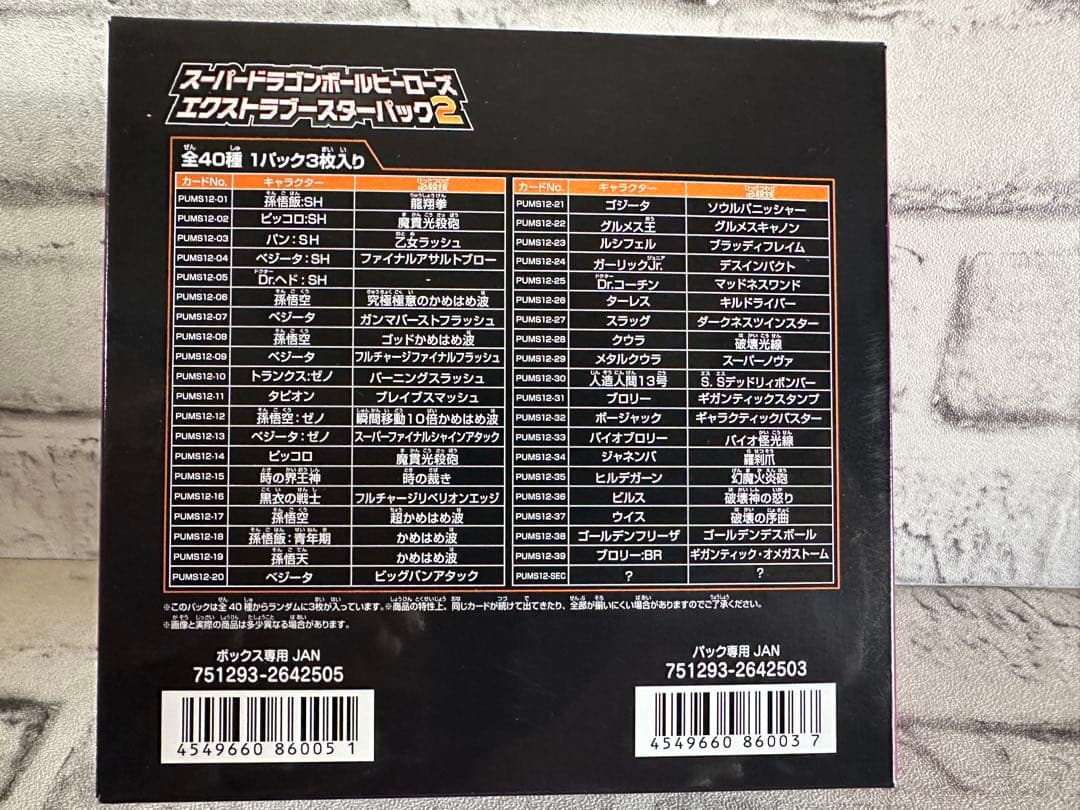 スーパードラゴンボールヒーローズ
エクストラブースターパック2
全40種 1パック3枚入り
カードNo. キャラクター 必殺技
PUMS12-01 孫悟飯:SH 龍翔拳
PUMS12-02 ピッコロ:SH 魔貫光殺砲
PUMS12-03 パン:SH 乙女ラッシュ
PUMS12-04 ベジータ:SH ファイナルアサルトブロー
PUMS12-05 Dr.ヘド:SH -
PUMS12-06 孫悟空 究極極意のかめはめ波
PUMS12-07 ベジータ ガンマバーストフラッシュ
PUMS12-08 孫悟空 ゴッドかめはめ波
PUMS12-09 ベジータ フルチャージファイナルフラッシュ
PUMS12-10 トランクス:ゼノ バーニングスラッシュ
PUMS12-11 タピオン ブレイブスマッシュ
PUMS12-12 孫悟空:ゼノ 瞬間移動10倍かめはめ波
PUMS12-13 ベジータ:ゼノ スーパーファイナルシャインアタック
PUMS12-14 ピッコロ 魔貫光殺砲
PUMS12-15 時の界王神 時の裁き
PUMS12-16 黒衣の戦士 フルチャージリベリオンエッジ
PUMS12-17 孫悟空 超かめはめ波
PUMS12-18 孫悟飯:青年期 かめはめ波
PUMS12-19 孫悟天 かめはめ波
PUMS12-20 ベジータ ビッグバンアタック
カードNo. キャラクター 必殺技
PUMS12-21 ゴジータ ソウルパニッシャー
PUMS12-22 グルメス王 グルメスキャノン
PUMS12-23 ルシフェル ブラッディフレイム
PUMS12-24 ガーリックJr. デスインパクト
PUMS12-25 Dr.コーチン マッドネスワンド
PUMS12-26 ターレス キルドライバー
PUMS12-27 スラッグ ダークネスツインスター
PUMS12-28 クウラ 破壊光線
PUMS12-29 メタルクウラ スーパーノヴァ
PUMS12-30 人造人間13号 S.Sデッドリィボンバー
PUMS12-31 ブロリー ギガンティックスタンプ
PUMS12-32 ボージャック ギャラクティックバスター
PUMS12-33 バイオブロリー バイオ怪光線
PUMS12-34 ジャネンバ 羅刹爪
PUMS12-35 ヒルデガーン 幻魔火炎砲
PUMS12-36 ビルス 破壊神の怒り
PUMS12-37 ウイス 破壊の序曲
PUMS12-38 ゴールデンフリーザ ゴールデンデスボール
PUMS12-39 ブロリー:BR ギガンティック・オメガストーム
PUMS12-SEC ? ?
※このパックは全40種からランダムに3枚が入っています。※商品の特性上、同じカードが続けて出てきたり、全部が揃いにくい場合がありますのでご了承ください。
※画像と実際の商品は多少異なる場合があります。
ボックス専用 JAN
751293-2642505
4549660 860051
パック専用 JAN
751293-2642503
4549660 860037